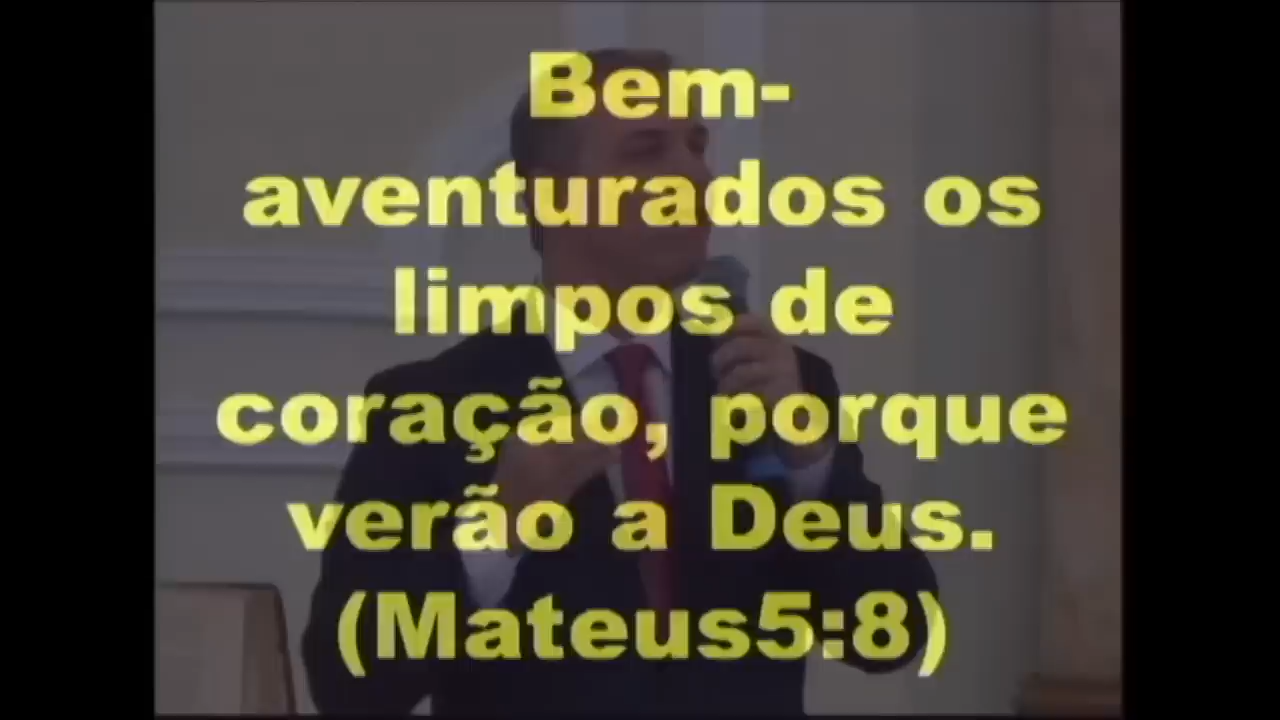 Bem-
aventurados os
limpos de
coração, porque
verão a Deus.
(Mateus5:8)